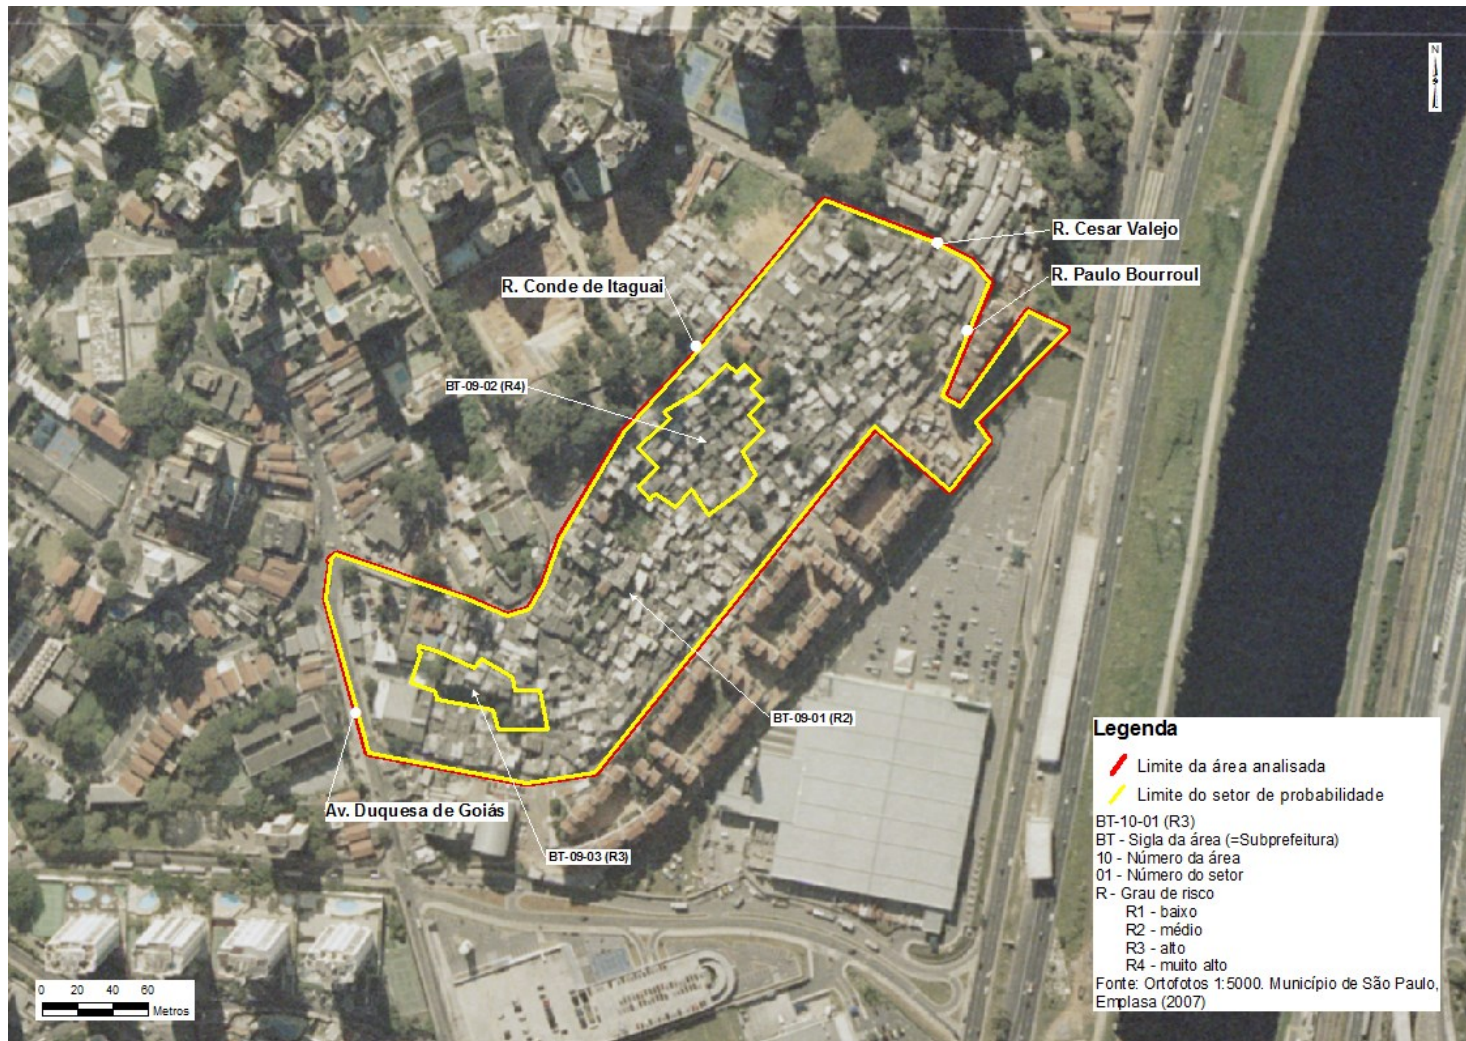 N
R. Cesar Valejo
R. Paulo Bourroul
R. Conde de Itaguai
BT-09-02 (R4)
BT-09-01 (R2)
Av. Duquesa de Goiás
BT-09-03 (R3)
Legenda
Limite da área analisada
Limite do setor de probabilidade
BT-10-01 (R3)
BT - Sigla da área (=Subprefeitura)
10 - Número da área
01 - Número do setor
R - Grau de risco
R1 - baixo
R2 - médio
R3 - alto
R4 - muito alto
Fonte: Ortofotos 1:5000. Município de São Paulo,
Emplasa (2007)
0 20 40 60
Metros